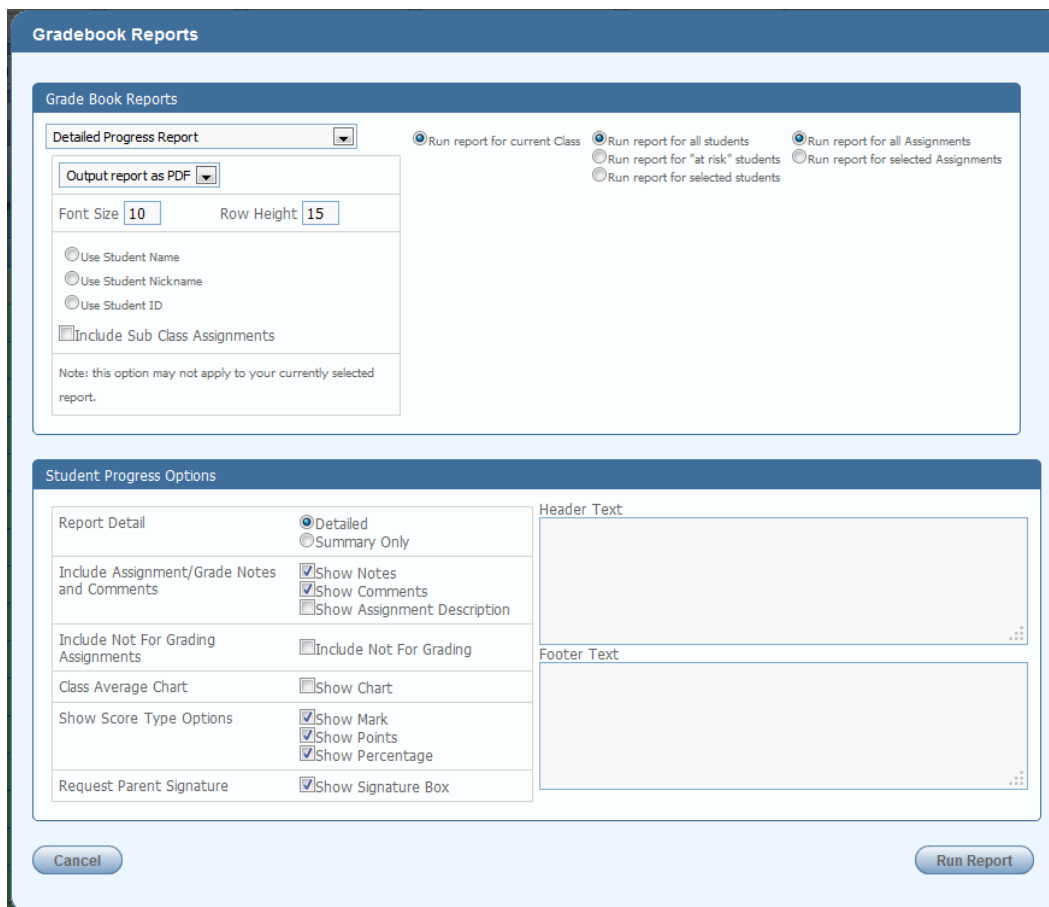 Gradebook Reports
Grade Book Reports
Detailed Progress Report
Output report as PDF
Font Size 10 Row Height 15
Use Student Name
Use Student Nickname
Use Student ID
Include Sub Class Assignments
Note: this option may not apply to your currently selected
report.
Run report for current Class
Run report for all students
Run report for "at risk" students
Run report for selected students
Run report for all Assignments
Run report for selected Assignments
Student Progress Options
Report Detail
Detailed
Summary Only
Include Assignment/Grade Notes
and Comments
Show Notes
Show Comments
Show Assignment Description
Include Not For Grading
Assignments
Include Not For Grading
Class Average Chart
Show Chart
Show Score Type Options
Show Mark
Show Points
Show Percentage
Request Parent Signature
Show Signature Box
Header Text
Footer Text
Cancel
Run Report